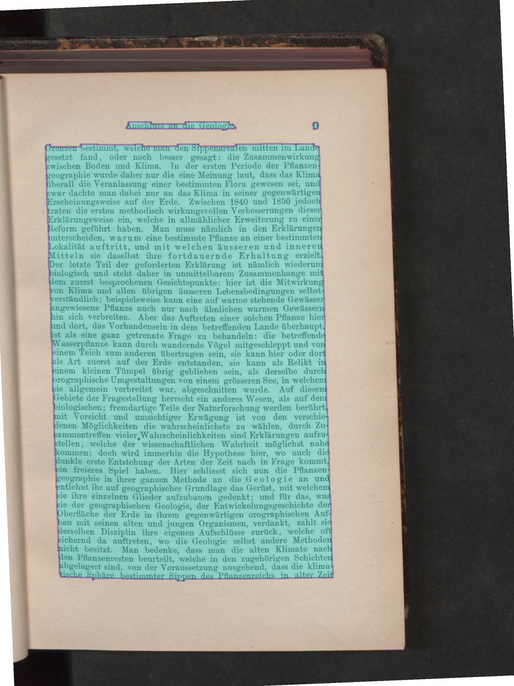 Anschluss an die Geologie. 9
Grenzen bestimmt, welche man den Sippenarealen mitten im Lande
gesetzt fand, oder noch besser gesagt: die Zusammenwirkung
zwischen Boden und Klima. In der ersten Periode der Pflanzen-
geographie wurde daher nur die eine Meinung laut, dass das Klima
überall die Veranlassung einer bestimmten Flora gewesen sei, und
zwar dachte man dabei nur an das Klima in seiner gegenwärtigen
Erscheinungsweise auf der Erde. Zwischen 1840 und 1850 jedoch
traten die ersten methodisch wirkungsvollen Verbesserungen dieser
Erklärungsweise ein, welche in allmählicher Erweiterung zu einer
Reform geführt haben. Man muss nämlich in den Erklärungen
unterscheiden, warum eine bestimmte Pflanze an einer bestimmten
Lokalität auftritt, und mit welchen äusseren und inneren
Mitteln sie daselbst ihre fortdauernde Erhaltung erzielt.
Der letzte Teil der geforderten Erklärung ist nämlich wiederum
biologisch und steht daher in unmittelbarem Zusammenhange mit
dem zuerst besprochenen Gesichtspunkte: hier ist die Mitwirkung
von Klima und allen übrigen äusseren Lebensbedingungen selbst-
verständlich; beispielsweise kann eine auf warme stehende Gewässer
angewiesene Pflanze auch nur nach ähnlichen warmen Gewässern
hin sich verbreiten. Aber das Auftreten einer solchen Pflanze hier
und dort, das Vorhandensein in dem betreffenden Lande überhaupt,
ist als eine ganz getrennte Frage zu behandeln: die betreffende
Wasserpflanze kann durch wandernde Vögel mitgeschleppt und von
einem Teich zum anderen übertragen sein, sie kann hier oder dort
als Art zuerst auf der Erde entstanden, sie kann als Relikt in
einem kleinen Tümpel übrig geblieben sein, als derselbe durch
orographische Umgestaltungen von einem grösseren See, in welchem
sie allgemein verbreitet war, abgeschnitten wurde. Auf diesem
Gebiete der Fragestellung herrscht ein anderes Wesen, als auf dem
biologischen; fremdartige Teile der Naturforschung werden berührt,
mit Vorsicht und umsichtiger Erwägung ist von den verschie-
denen Möglichkeiten die wahrscheinlichste zu wählen, durch Zu-
sammentreffen vieler Wahrscheinlichkeiten sind Erklärungen aufzu-
stellen, welche der wissenschaftlichen Wahrheit möglichst nahe
kommen; doch wird immerhin die Hypothese hier, wo auch die
dunkle erste Entstehung der Arten der Zeit nach in Frage kommt,
ein freieres Spiel haben. Hier schliesst sich nun die Pflanzen-
geographie in ihrer ganzen Methode an die Geologie an und
entlehnt ihr auf geographischer Grundlage das Gerüst, mit welchem
sie ihre einzelnen Glieder aufzubauen gedenkt; und für das, was
sie der geographischen Geologie, der Entwickelungsgeschichte der
Oberfläche der Erde in ihrem gegenwärtigen orographischen Auf-
bau mit seinen alten und jungen Organismen, verdankt, zahlt sie
derselben Disziplin ihre eigenen Aufschlüsse zurück, welche oft
sichernd da auftreten, wo die Geologie selbst andere Methoden
nicht besitzt. Man bedenke, dass man die alten Klimate nach
den Pflanzenresten beurteilt, welche in den zugehörigen Schichten
abgelagert sind, von der Voraussetzung ausgehend, dass die klima-
tische Sphäre bestimmter Sippen des Pflanzenreichs in alter Zeit